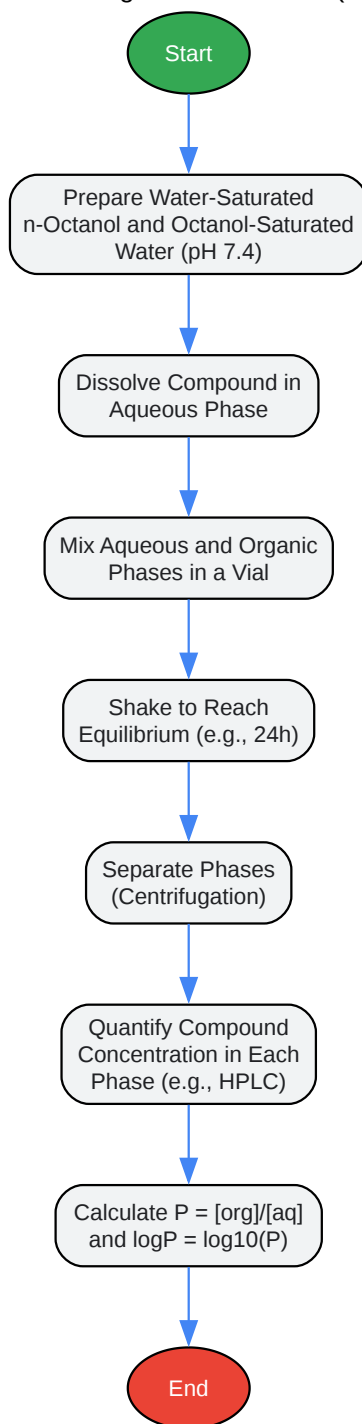 Start
Prepare Water-Saturated
n-Octanol and Octanol-Saturated
Water (pH 7.4)
Dissolve Compound in
Aqueous Phase
Mix Aqueous and Organic
Phases in a Vial
Shake to Reach
Equilibrium (e.g., 24h)
Separate Phases
(Centrifugation)
Quantify Compound
Concentration in Each
Phase (e.g., HPLC)
Calculate P = [org]/[aq]
and logP = log10(P)
End